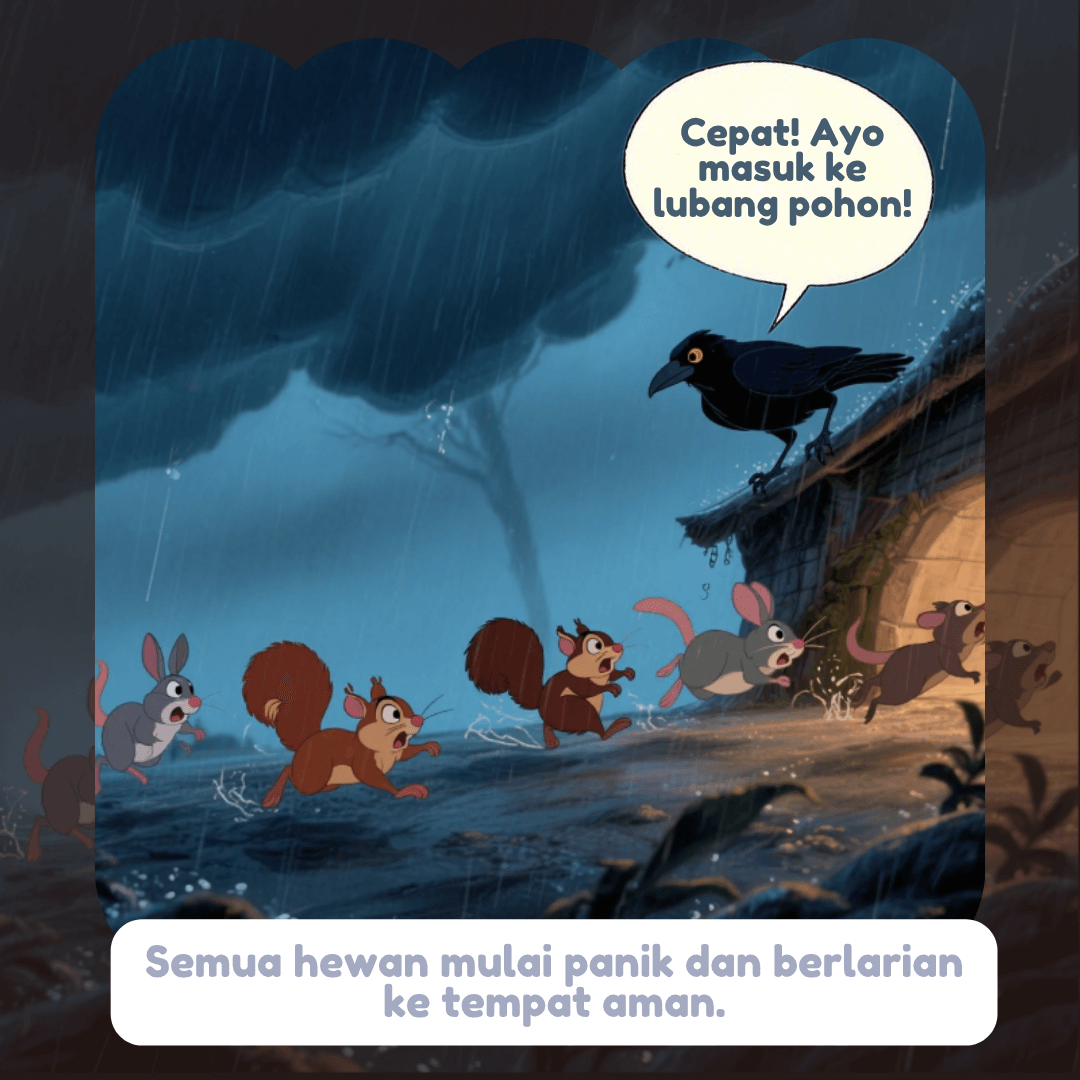 Cepat! Ayo
masuk ke
lubang pohon!
Semua hewan mulai panik dan berlarian
ke tempat aman.